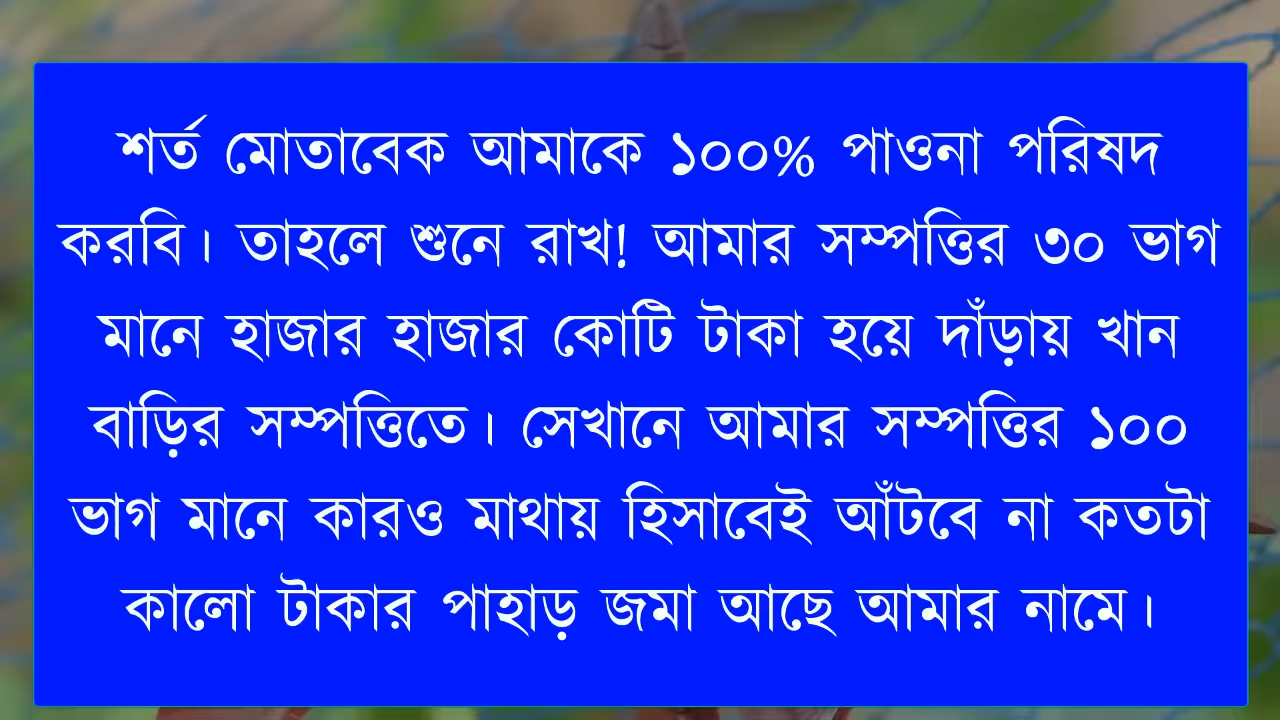 শর্ত মোতাবেক আমাকে ১০০% পাওনা পরিষদ
করবি। তাহলে শুনে রাখ! আমার সম্পত্তির ৩০ ভাগ
মানে হাজার হাজার কোটি টাকা হয়ে দাঁড়ায় খান
বাড়ির সম্পত্তিতে। সেখানে আমার সম্পত্তির ১০০
ভাগ মানে কারও মাথায় হিসাবেই আঁটবে না কতটা
কালো টাকার পাহাড় জমা আছে আমার নামে।